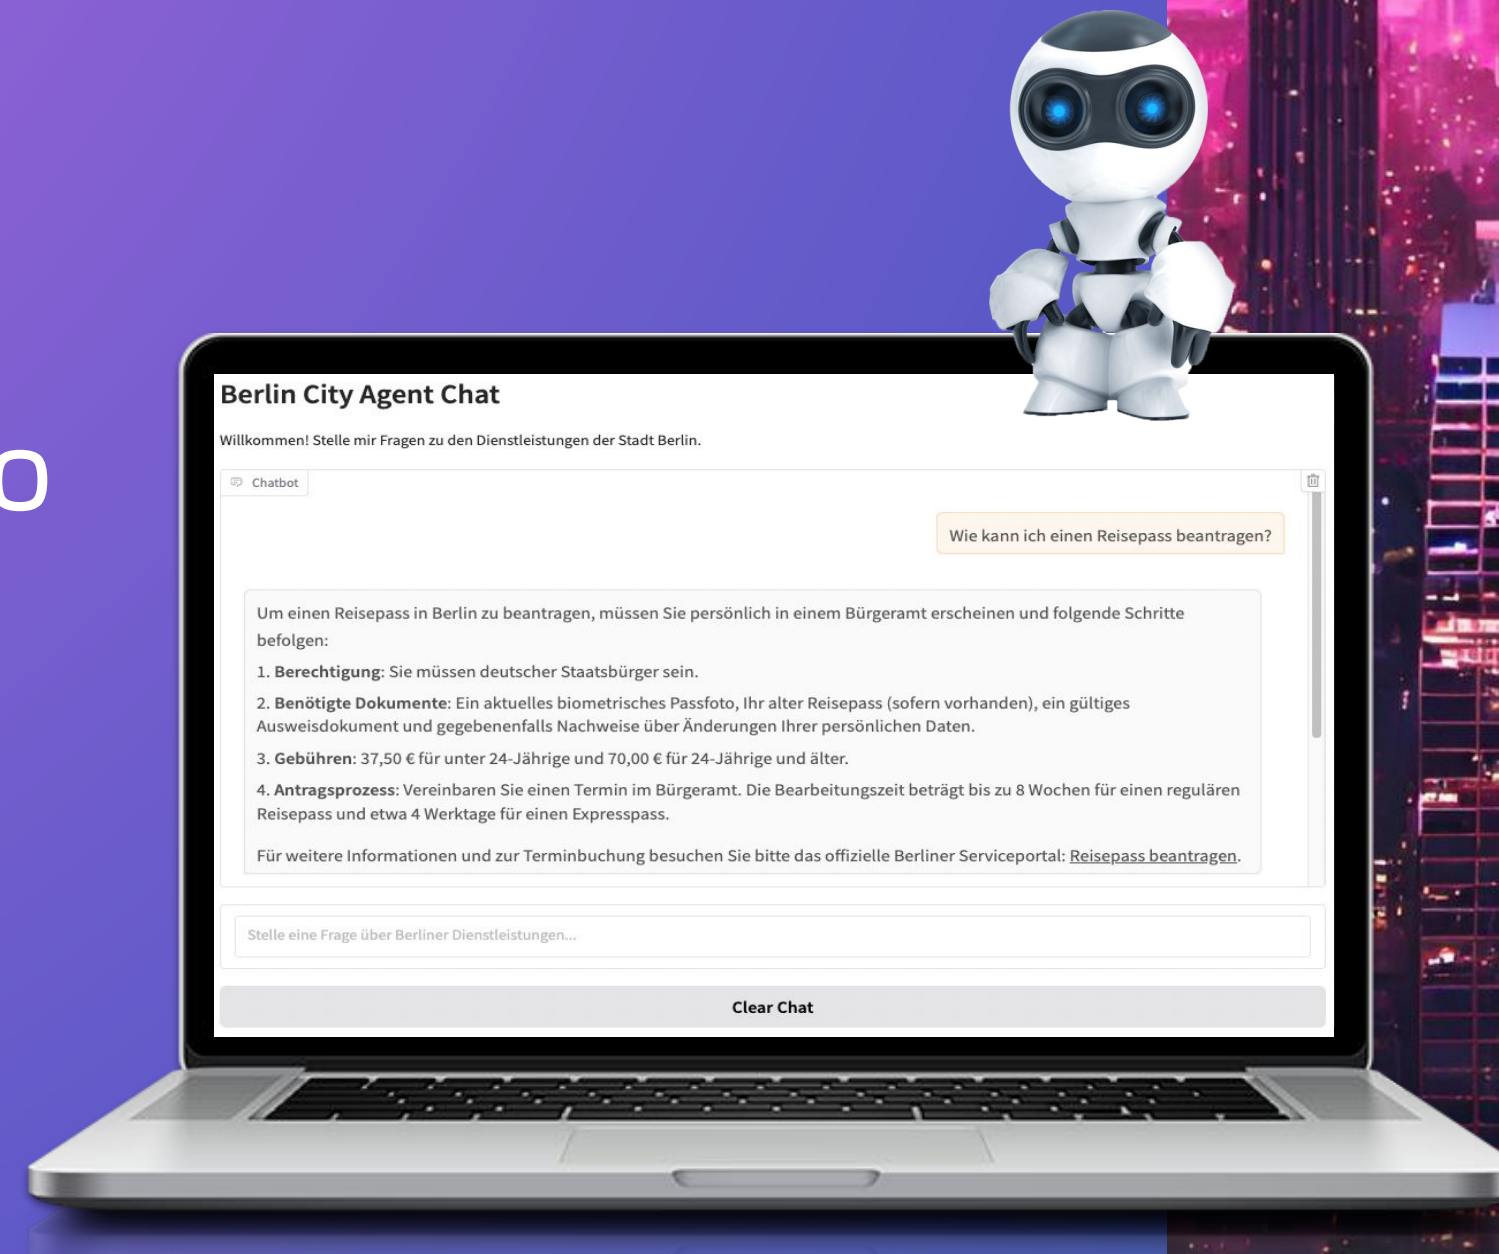 o
Berlin City Agent Chat
Willkommen! Stelle mir Fragen zu den Dienstleistungen der Stadt Berlin.
Chatbot
Wie kann ich einen Reisepass beantragen?
Um einen Reisepass in Berlin zu beantragen, müssen Sie persönlich in einem Bürgeramt erscheinen und folgende Schritte
befolgen:
1. Berechtigung: Sie müssen deutscher Staatsbürger sein.
2. Benötigte Dokumente: Ein aktuelles biometrisches Passfoto, Ihr alter Reisepass (sofern vorhanden), ein gültiges
Ausweisdokument und gegebenenfalls Nachweise über Änderungen Ihrer persönlichen Daten.
3. Gebühren: 37,50 € für unter 24-Jährige und 70,00 € für 24-Jährige und älter.
4. Antragsprozess: Vereinbaren Sie einen Termin im Bürgeramt. Die Bearbeitungszeit beträgt bis zu 8 Wochen für einen regulären
Reisepass und etwa 4 Werktage für einen Expresspass.
Für weitere Informationen und zur Terminbuchung besuchen Sie bitte das offizielle Berliner Serviceportal: Reisepass beantragen.
Stelle eine Frage über Berliner Dienstleistungen...
Clear Chat